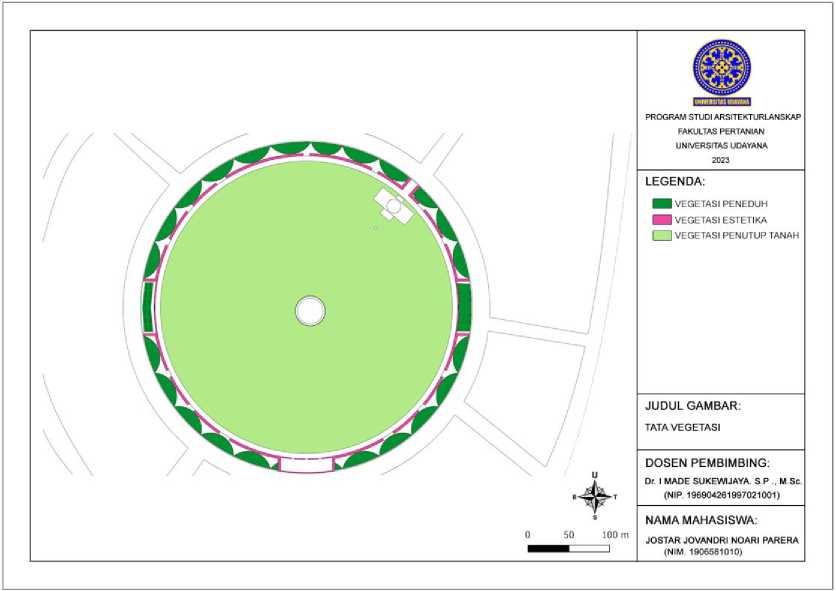 UNIVERSITAS UDAYANA
PROGRAM STUDI ARSITEKTURLANSKAP
FAKULTAS PERTANIAN
UNIVERSITAS UDAYANA
2023
LEGENDA:
VEGETASI PENEDUH
VEGETASI ESTETIKA
VEGETASI PENUTUP TANAH
JUDUL GAMBAR:
TATA VEGETASI
DOSEN PEMBIMBING:
Dr. I MADE SUKEWIJAYA. S.P ., M.Sc.
(NIP. 196904261997021001)
NAMA MAHASISWA:
JOSTAR JOVANDRI NOARI PARERA
(NIM. 1906581010)
U
B T
S
0 50 100 m